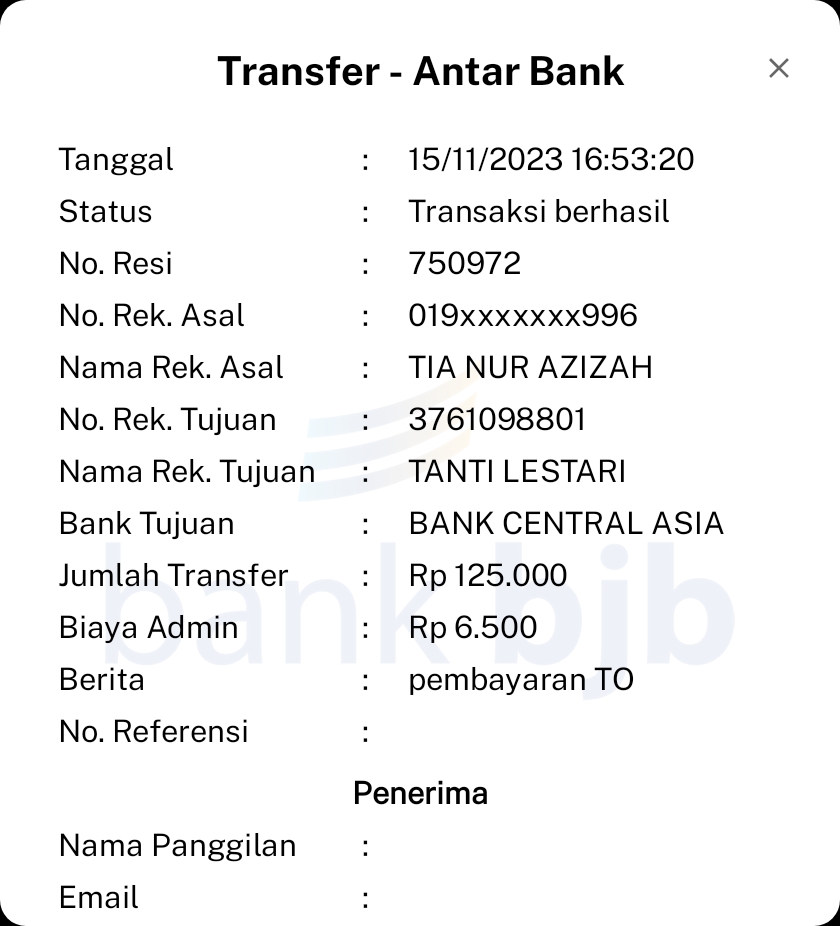 Transfer - Antar Bank
Tanggal : 15/11/2023 16:53:20
Status : Transaksi berhasil
No. Resi : 750972
No. Rek. Asal : 019xxxxxxx996
Nama Rek. Asal : TIA NUR AZIZAH
No. Rek. Tujuan : 3761098801
Nama Rek. Tujuan : TANTI LESTARI
Bank Tujuan : BANK CENTRAL ASIA
Jumlah Transfer : Rp 125.000
Biaya Admin : Rp 6.500
bank bjb
Berita : pembayaran TO
No. Referensi :
Penerima
Nama Panggilan :
Email :